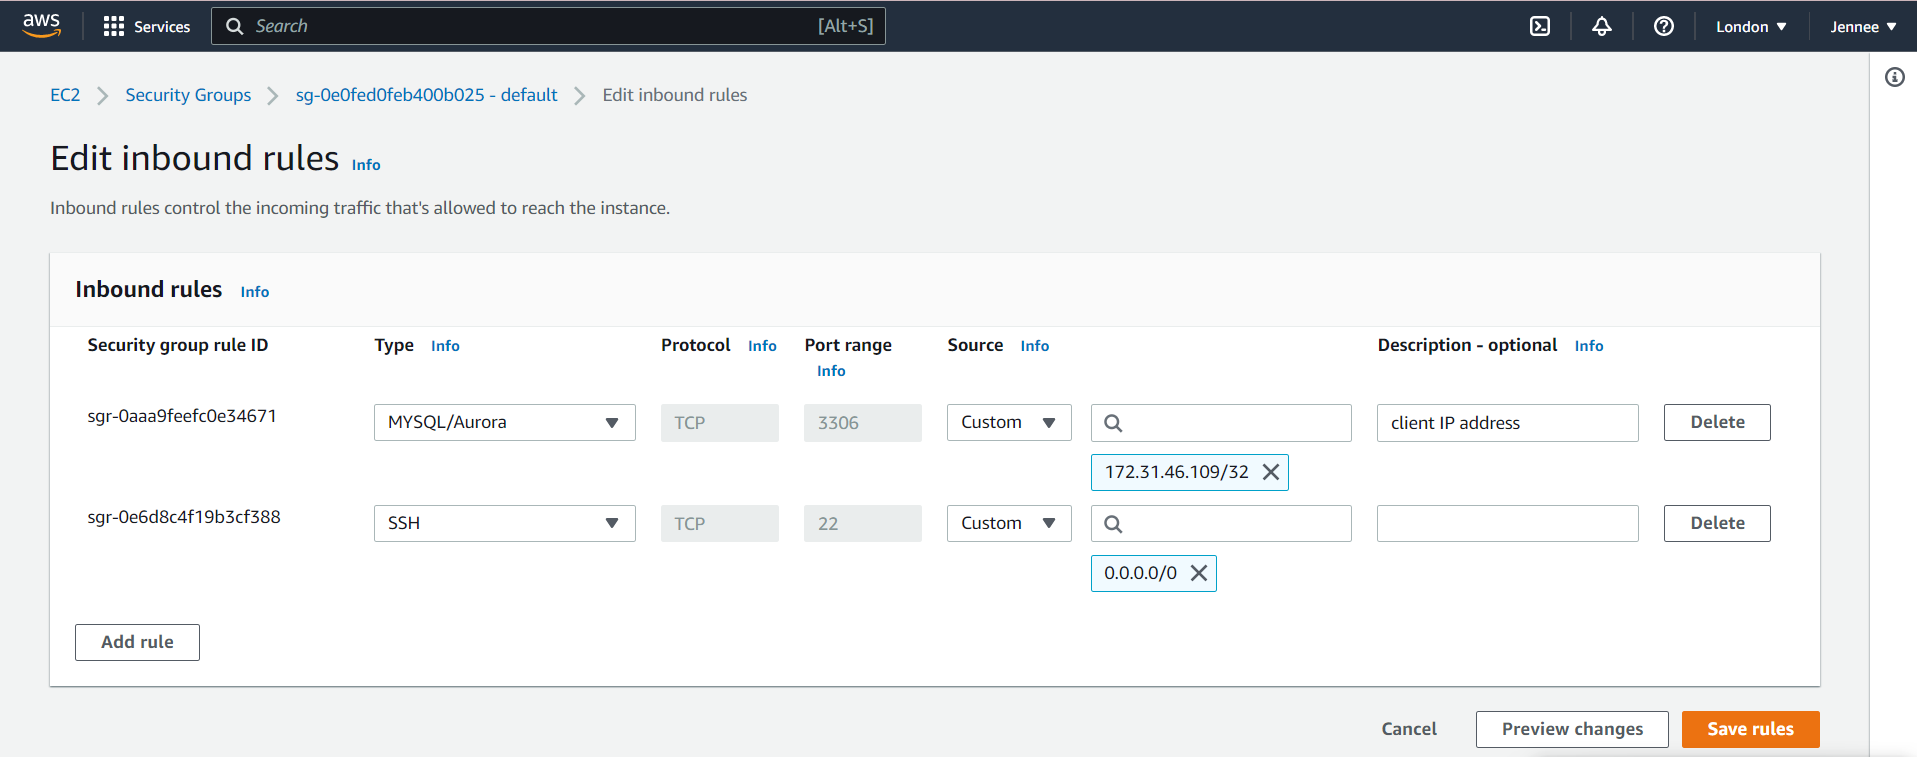 aws Services Search [Alt+S] London Jennee
EC2 Security Groups sg-0e0fed0feb400b025 - default Edit inbound rules
Edit inbound rules Info
Inbound rules control the incoming traffic that's allowed to reach the instance.
Inbound rules Info
Security group rule ID Type Info Protocol Info Port range Source Info Description - optional Info
Info
sgr-0aaa9feefc0e34671 MYSQL/Aurora TCP 3306 Custom client IP address Delete
172.31.46.109/32
sgr-0e6d8c4f19b3cf388 SSH TCP 22 Custom Delete
0.0.0.0/0
Add rule
Cancel Preview changes Save rules